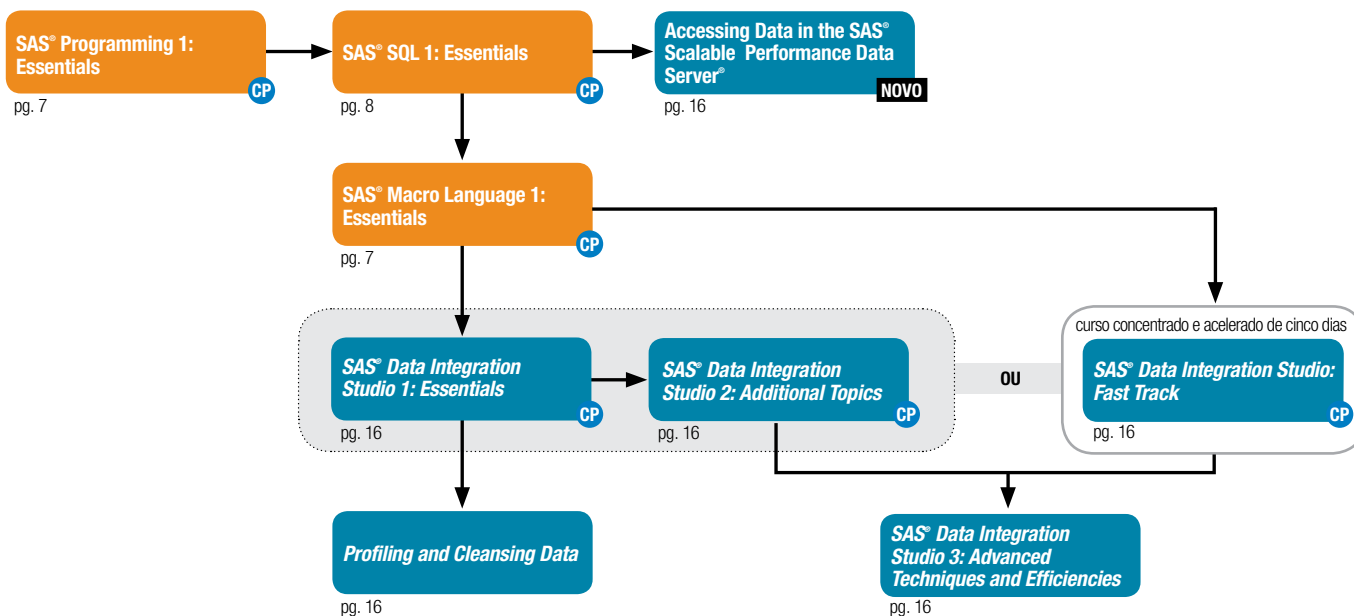 SAS® Programming 1:
Essentials
CP
pg. 7
SAS® SQL 1: Essentials
CP
pg. 8
Accessing Data in the SAS®
Scalable Performance Data
Server®
NOVO
pg. 16
SAS® Macro Language 1:
Essentials
CP
pg. 7
SAS® Data Integration
Studio 1: Essentials
CP
pg. 16
SAS® Data Integration
Studio 2: Additional Topics
CP
pg. 16
OU
curso concentrado e acelerado de cinco dias
SAS® Data Integration Studio:
Fast Track
CP
pg. 16
Profiling and Cleansing Data
pg. 16
SAS® Data Integration
Studio 3: Advanced
Techniques and Efficiencies
pg. 16